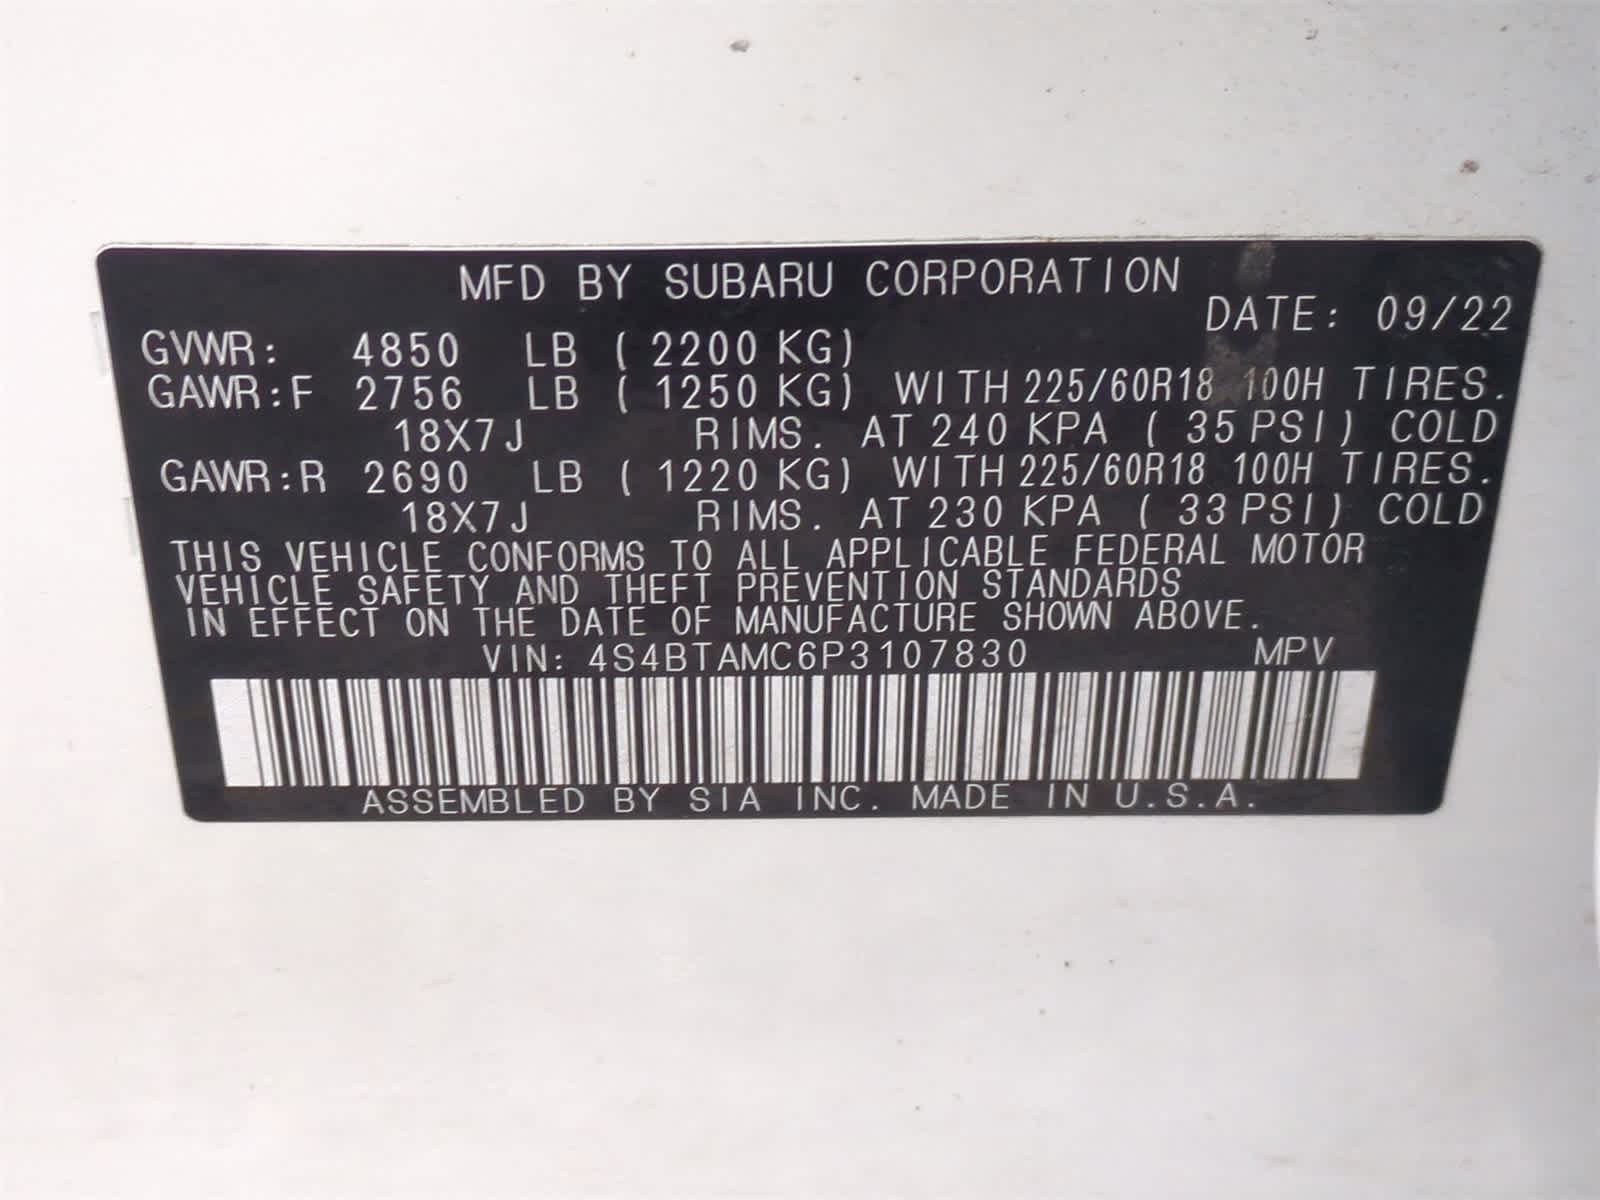 MFD BY SUBARU CORPORATION
DATE: 09/22
GVWR: 4850 LB ( 2200 KG)
GAWR:F 2756 LB ( 1250 KG) WITH 225/60R18 100H TIRES.
18X7J RIMS. AT 240 KPA ( 35 PSI) COLD
GAWR:R 2690 LB ( 1220 KG) WITH 225/60R18 100H TIRES.
18X7J RIMS. AT 230 KPA ( 33 PSI) COLD
THIS VEHICLE CONFORMS TO ALL APPLICABLE FEDERAL MOTOR
VEHICLE SAFETY AND THEFT PREVENTION STANDARDS
IN EFFECT ON THE DATE OF MANUFACTURE SHOWN ABOVE.
VIN: 4S4BTAMC6P3107830 MPV
ASSEMBLED BY SIA INC. MADE IN U.S.A.